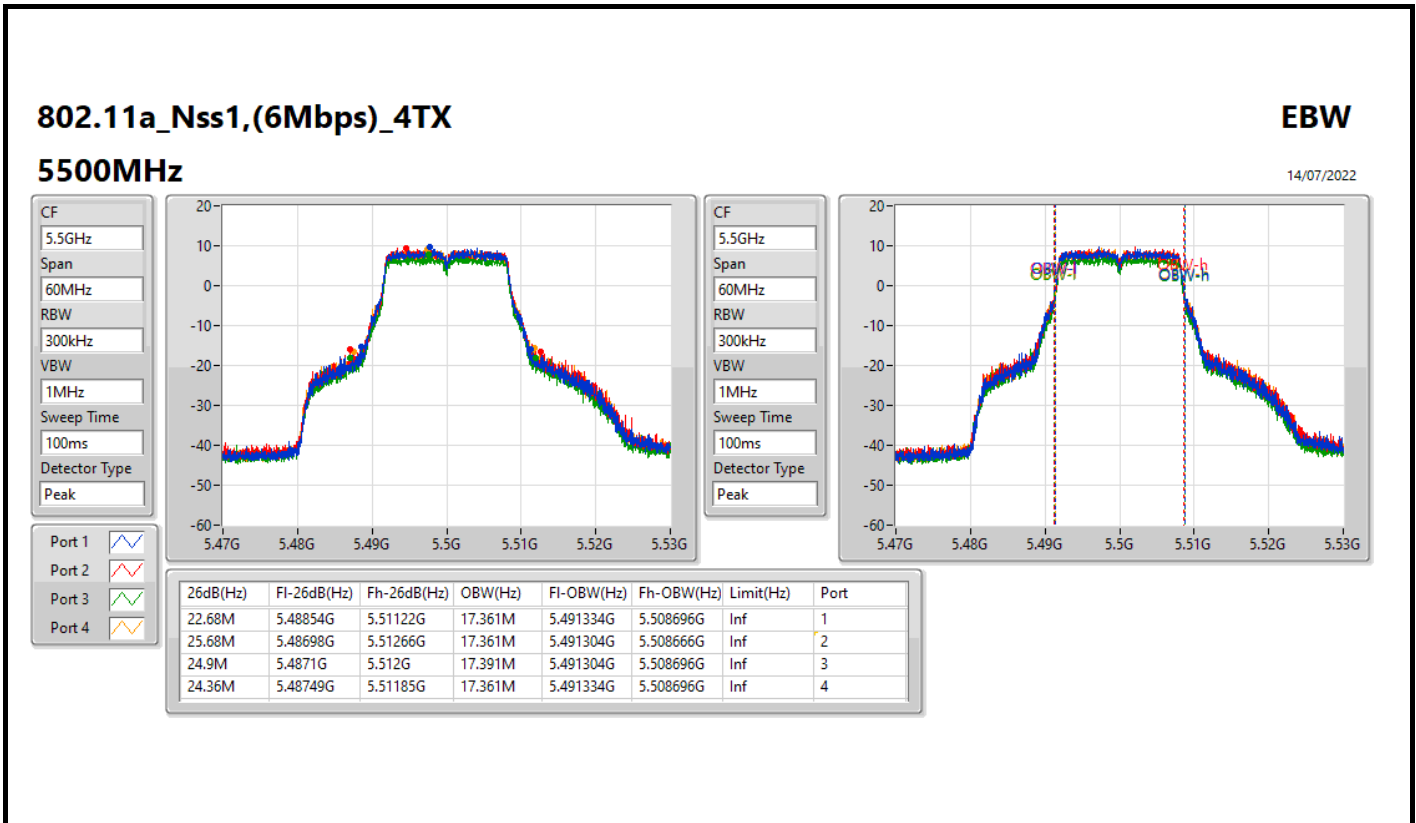 802.11a_Nss1,(6Mbps)_4TX
EBW
5500MHz
14/07/2022
CF
5.5GHz
Span
60MHz
RBW
300kHz
VBW
1MHz
Sweep Time
100ms
Detector Type
Peak
20
10
0
-10
-20
-30
-40
-50
-60
5.47G 5.48G 5.49G 5.5G 5.51G 5.52G 5.53G
CF
5.5GHz
Span
60MHz
RBW
300kHz
VBW
1MHz
Sweep Time
100ms
Detector Type
Peak
20
10
0
-10
-20
-30
-40
-50
-60
OBW-l
OBW-l
OBW-h
OBW-h
5.47G 5.48G 5.49G 5.5G 5.51G 5.52G 5.53G
Port 1
Port 2
Port 3
Port 4
26dB(Hz) Fl-26dB(Hz) Fh-26dB(Hz) OBW(Hz) Fl-OBW(Hz) Fh-OBW(Hz) Limit(Hz) Port
22.68M 5.48854G 5.51122G 17.361M 5.491334G 5.508696G Inf 1
25.68M 5.48698G 5.51266G 17.361M 5.491304G 5.508666G Inf 2
24.9M 5.4871G 5.512G 17.391M 5.491304G 5.508696G Inf 3
24.36M 5.48749G 5.51185G 17.361M 5.491334G 5.508696G Inf 4